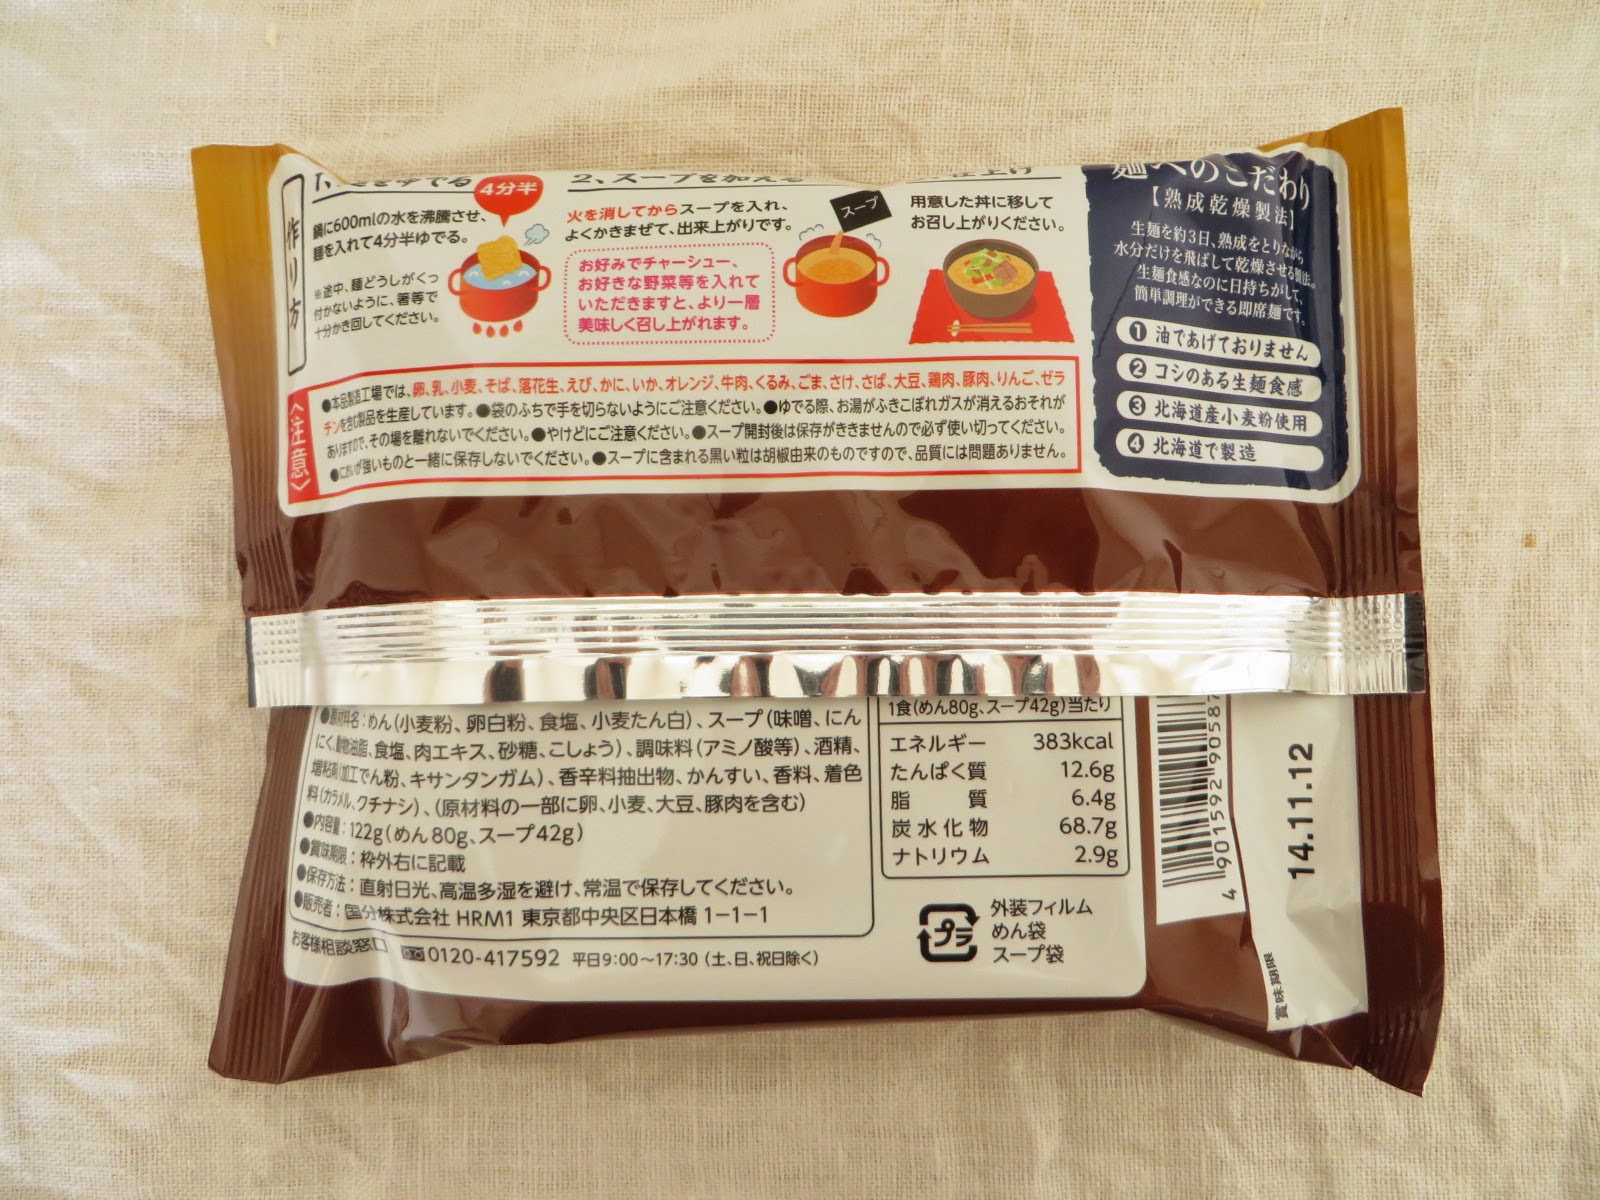 作り方
1、麺をゆでる
4分半
鍋に600mlの水を沸騰させ、
麺を入れて4分半ゆでる。
※途中、麺どうしがくっ
付かないように、箸等で
十分かき回してください。
2、スープを加える
火を消してからスープを入れ、
よくかきまぜて、出来上がりです。
お好みでチャーシュー、
お好きな野菜等を入れて
いただきますと、より一層
美味しく召し上がれます。
スープ
仕上げ
用意した丼に移して
お召し上がりください。
麺へのこだわり
【熟成乾燥製法】
生麺を約3日、熟成をとりながら
水分だけを飛ばして乾燥させる製法。
生麺食感なのに日持ちがして、
簡単調理ができる即席麺です。
1 油であげておりません
2 コシのある生麺食感
3 北海道産小麦粉使用
4 北海道で製造
〈注意〉
●本品製造工場では、卵、乳、小麦、そば、落花生、えび、かに、いか、オレンジ、牛肉、くるみ、ごま、さけ、さば、大豆、鶏肉、豚肉、りんご、ゼラ
チンを含む製品を生産しています。●袋のふちで手を切らないようにご注意ください。●ゆでる際、お湯がふきこぼれガスが消えるおそれが
ありますので、その場を離れないでください。●やけどにご注意ください。●スープ開封後は保存がききませんので必ず使い切ってください。
●においが強いものと一緒に保存しないでください。●スープに含まれる黒い粒は胡椒由来のものですので、品質には問題ありません。
●原材料名：めん（小麦粉、卵白粉、食塩、小麦たん白）、スープ（味噌、にん
にく、動物油脂、食塩、肉エキス、砂糖、こしょう）、調味料（アミノ酸等）、酒精、
増粘剤（加工でん粉、キサンタンガム）、香辛料抽出物、かんすい、香料、着色
料（カラメル、クチナシ）、（原材料の一部に卵、小麦、大豆、豚肉を含む）
●内容量：122g（めん80g、スープ42g）
●賞味期限：枠外右に記載
●保存方法：直射日光、高温多湿を避け、常温で保存してください。
●販売者：国分株式会社 HRM1 東京都中央区日本橋1-1-1
お客様相談窓口 0120-417592 平日9:00～17:30（土、日、祝日除く）
1食（めん80g、スープ42g）当たり
エネルギー 383kcal
たんぱく質 12.6g
脂質 6.4g
炭水化物 68.7g
ナトリウム 2.9g
プラ
外装フィルム
めん袋
スープ袋
4 901592 90587
賞味期限
14.11.12